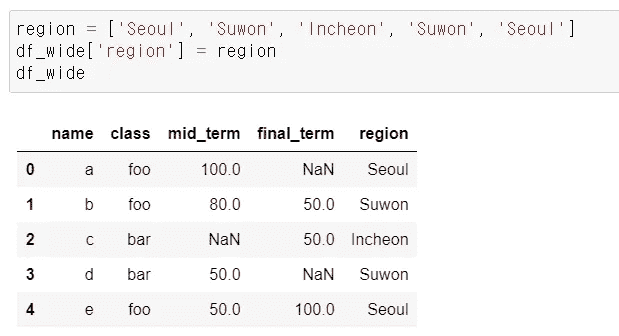 region = ['Seoul', 'Suwon', 'Incheon', 'Suwon', 'Seoul']
df_wide['region'] = region
df_wide
name class mid_term final_term region
0 a foo 100.0 NaN Seoul
1 b foo 80.0 50.0 Suwon
2 c bar NaN 50.0 Incheon
3 d bar 50.0 NaN Suwon
4 e foo 50.0 100.0 Seoul